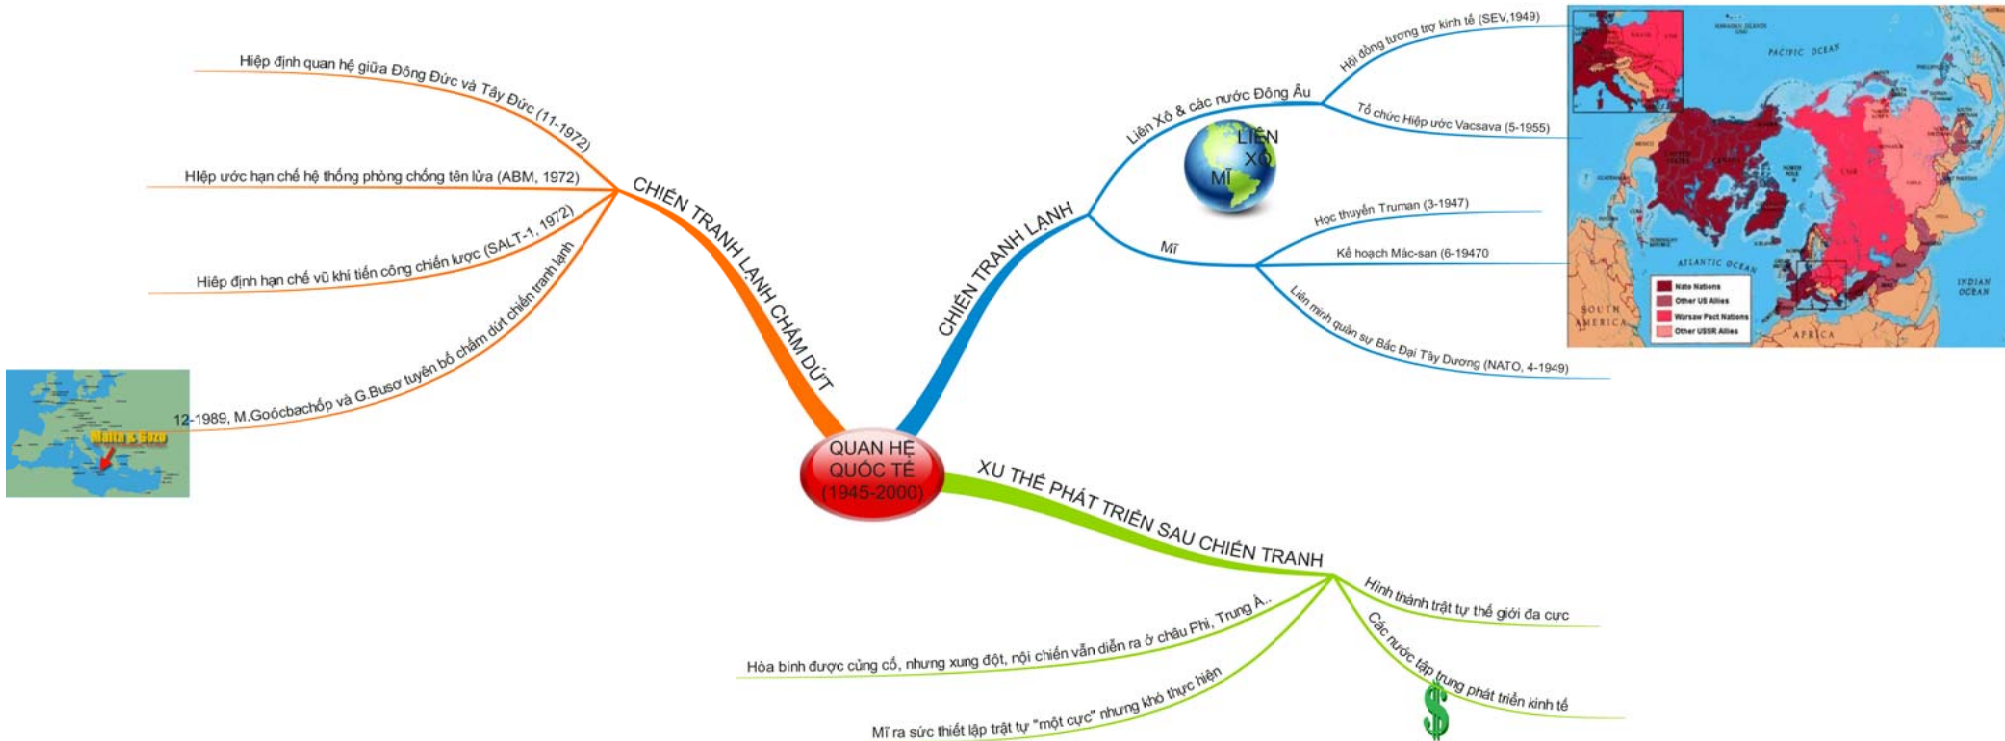 QUAN HỆ
QUỐC TẾ
(1945-2000)
CHIẾN TRANH LẠNH
Liên Xô & các nước Đông Âu
Hội đồng tương trợ kinh tế (SEV,1949)
Tổ chức Hiệp ước Vacsava (5-1955)
LIÊN
XÔ
MĨ
Mĩ
Học thuyền Truman (3-1947)
Kế hoạch Mác-san (6-19470
Liên minh quân sự Bắc Đại Tây Dương (NATO, 4-1949)
PACIFIC OCEAN
ATLANTIC OCEAN
INDIAN
OCEAN
SOUTH
AMERICA
AFRICA
MEXICO
Nato Nations
Other US Allies
Warsaw Pact Nations
Other USSR Allies
XU THẾ PHÁT TRIỂN SAU CHIẾN TRANH
Hình thành trật tự thế giới đa cực
Các nước tập trung phát triển kinh tế
$
Hòa bình được củng cố, nhưng xung đột, nội chiến vẫn diễn ra ở châu Phi, Trung Á..
Mĩ ra sức thiết lập trật tự "một cực" nhưng khó thực hiện
CHIẾN TRANH LẠNH CHẤM DỨT
Hiệp định quan hệ giữa Đông Đức và Tây Đức (11-1972)
HIệp ước hạn chế hệ thống phòng chống tên lửa (ABM, 1972)
Hiệp định hạn chế vũ khí tiến công chiến lược (SALT-1, 1972)
12-1989, M.Goócbachốp và G.Busơ tuyên bố chấm dứt chiến tranh lạnh
Malta & Gozo